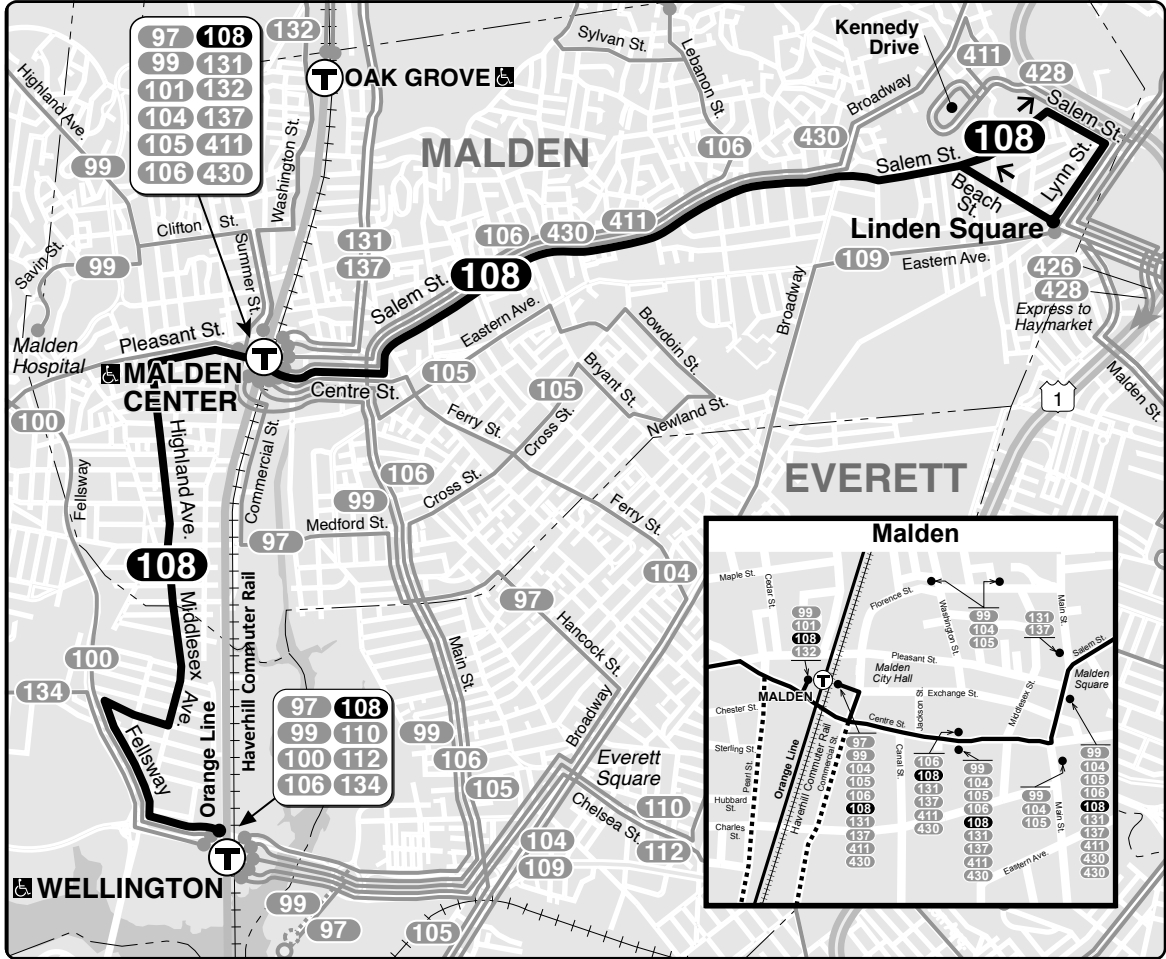 97 108
99 131
101 132
104 137
105 411
106 430
132
T OAK GROVE
Sylvan St.
Lebanon St.
Kennedy
Drive
411
428
Broadway
430
106
Highland Ave.
99
Washington St.
MALDEN
Salem St.
108
Salem St.
Lynn St.
Beach
St.
Linden Square
Clifton St.
Summer St.
Savin St.
99
131
137
106
430
411
Salem St.
108
109
Eastern Ave.
426
428
Express to
Haymarket
Malden St.
1
Broadway
Malden
Hospital
Pleasant St.
T
MALDEN
CENTER
Centre St.
Eastern Ave.
105
Bowdoin St.
105
Bryant St.
Newland St.
Cross St.
Ferry St.
100
Highland Ave.
Commercial St.
Fellsway
106
99
Cross St.
Medford St.
97
Ferry St.
EVERETT
108
Middlesex Ave.
Haverhill Commuter Rail
104
97
Hancock St.
100
134
Main St.
Broadway
Fellsway
Orange Line
97 108
99 110
100 112
106 134
99
106
105
Everett
Square
Chelsea St.
110
112
104
109
T
WELLINGTON
99
97
105
Malden
Maple St.
Cedar St.
99
101
108
132
Florence St.
Washington St.
99
104
105
Main St.
131
137
Salem St.
Pleasant St.
Malden
City Hall
Malden
Square
T
MALDEN
Exchange St.
Jackson St.
Middlesex St.
Chester St.
Centre St.
Sterling St.
Pearl St.
Orange Line
Haverhill Commuter Rail
Commercial St.
Canal St.
Hubbard
St.
Charles
St.
97
99
104
105
106
108
131
137
411
430
106
108
131
137
411
430
99
104
105
106
108
131
137
411
430
99
104
105
Main St.
99
104
105
106
108
131
137
411
430
430
Eastern Ave.